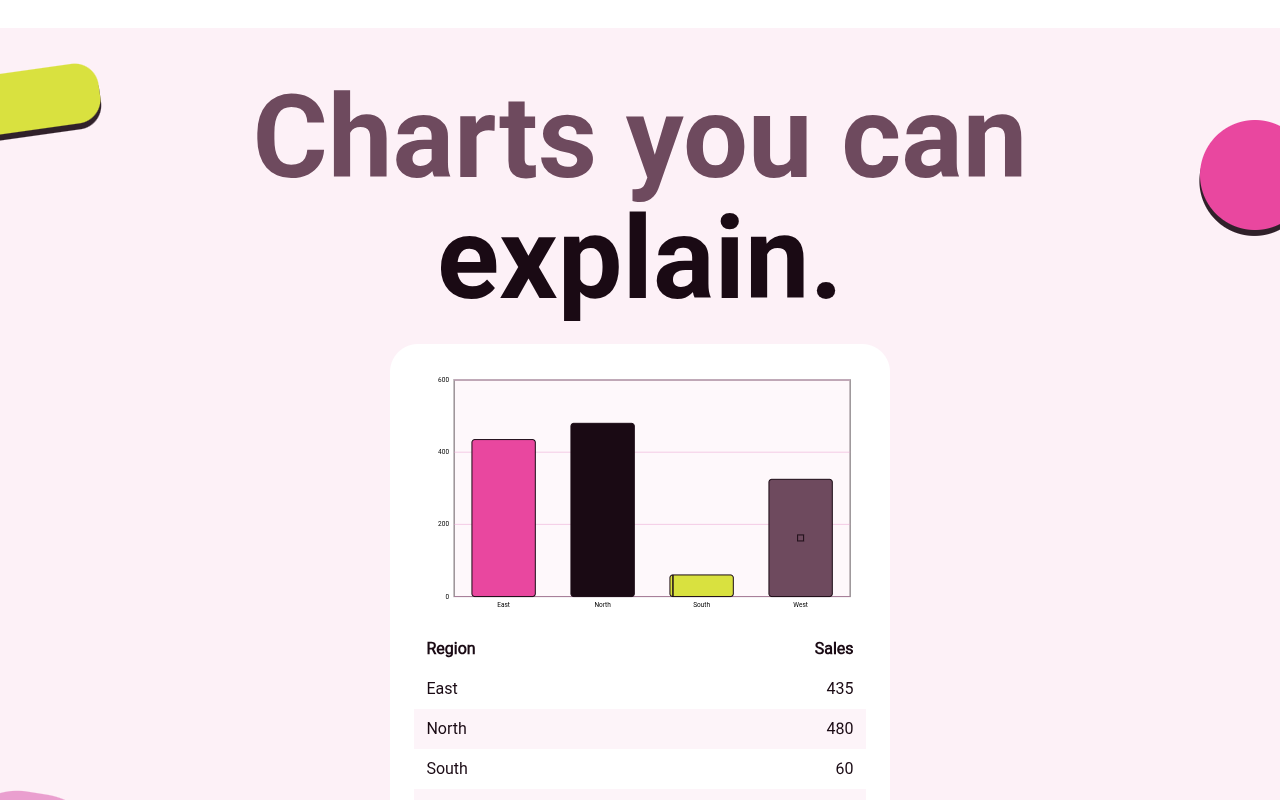 Charts you can
explain.
600
400
200
0
East North South West
Region Sales
East 435
North 480
South 60